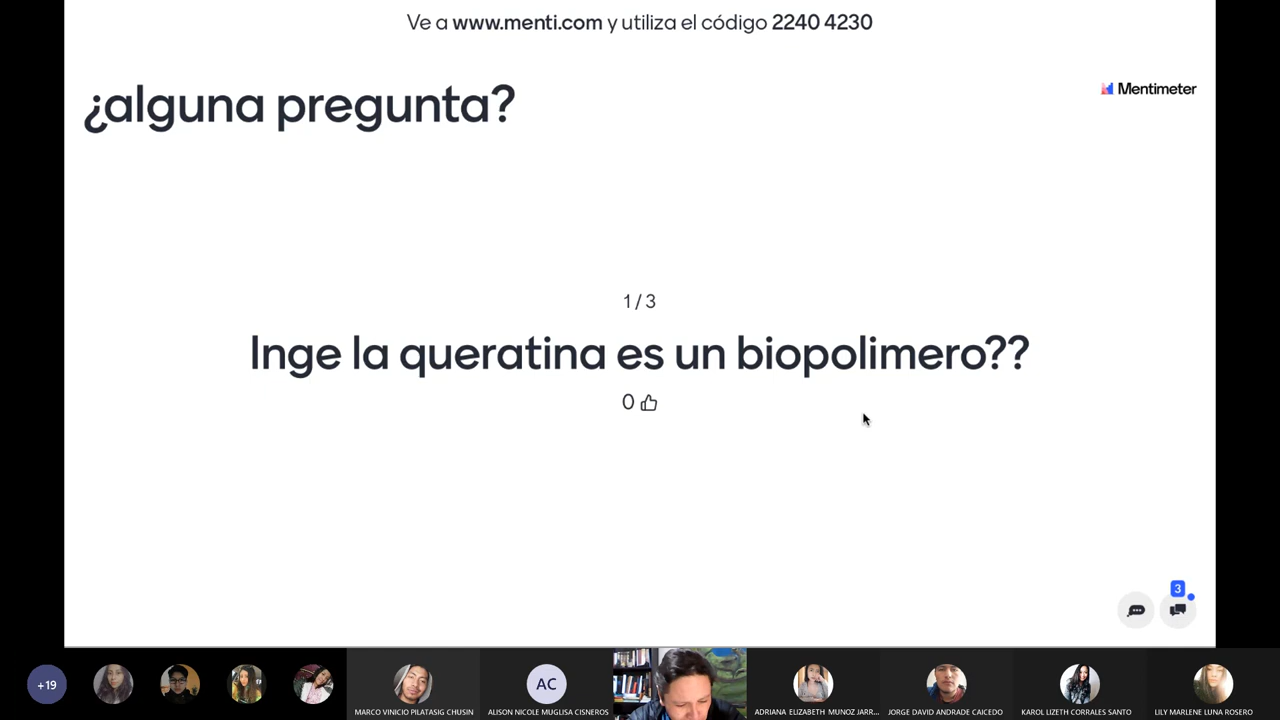 Ve a www.menti.com y utiliza el código 2240 4230
¿alguna pregunta?
Mentimeter
1 / 3
Inge la queratina es un biopolimero??
0
3
+19
MARCO VINICIO PILATASIG CHUSIN
AC
ALISON NICOLE MUGLISA CISNEROS
ADRIANA ELIZABETH MUNOZ JARR...
JORGE DAVID ANDRADE CAICEDO
KAROL LIZETH CORRALES SANTO
LILY MARLENE LUNA ROSERO